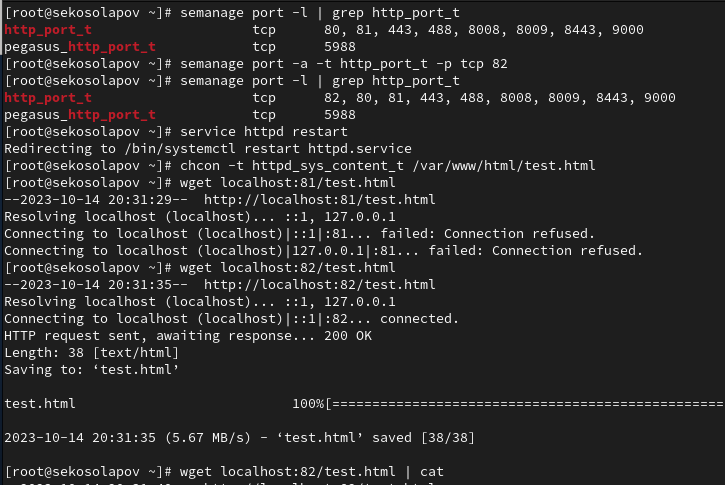 [root@sekosolapov ~]# semanage port -l | grep http_port_t
http_port_t                    tcp      80, 81, 443, 488, 8008, 8009, 8443, 9000
pegasus_http_port_t            tcp      5988
[root@sekosolapov ~]# semanage port -a -t http_port_t -p tcp 82
[root@sekosolapov ~]# semanage port -l | grep http_port_t
http_port_t                    tcp      82, 80, 81, 443, 488, 8008, 8009, 8443, 9000
pegasus_http_port_t            tcp      5988
[root@sekosolapov ~]# service httpd restart
Redirecting to /bin/systemctl restart httpd.service
[root@sekosolapov ~]# chcon -t httpd_sys_content_t /var/www/html/test.html
[root@sekosolapov ~]# wget localhost:81/test.html
--2023-10-14 20:31:29--  http://localhost:81/test.html
Resolving localhost (localhost)... ::1, 127.0.0.1
Connecting to localhost (localhost)|::1|:81... failed: Connection refused.
Connecting to localhost (localhost)|127.0.0.1|:81... failed: Connection refused.
[root@sekosolapov ~]# wget localhost:82/test.html
--2023-10-14 20:31:35--  http://localhost:82/test.html
Resolving localhost (localhost)... ::1, 127.0.0.1
Connecting to localhost (localhost)|::1|:82... connected.
HTTP request sent, awaiting response... 200 OK
Length: 38 [text/html]
Saving to: ‘test.html’
test.html                           100%[==================================================
2023-10-14 20:31:35 (5.67 MB/s) - ‘test.html’ saved [38/38]
[root@sekosolapov ~]# wget localhost:82/test.html | cat